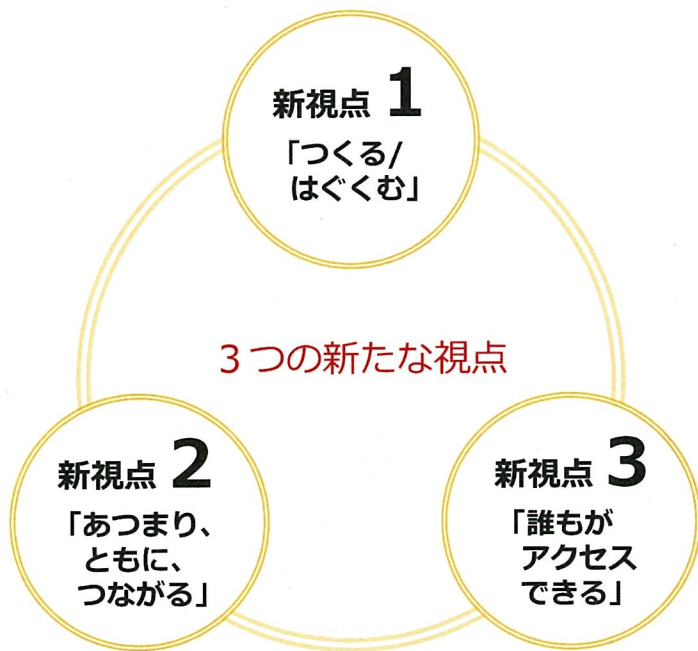 新視点 1
「つくる/
はぐくむ」
3つの新たな視点
新視点 2
「あつまり、
ともに、
つながる」
新視点 3
「誰もが
アクセス
できる」